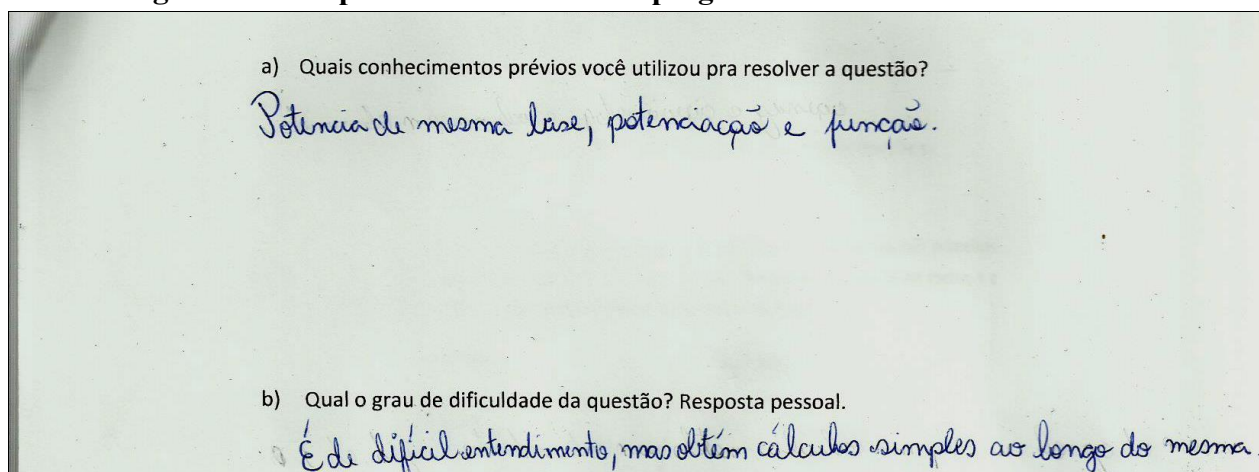 a) Quais conhecimentos prévios você utilizou pra resolver a questão?
Potencia de mesma base, potenciação e função.
b) Qual o grau de dificuldade da questão? Resposta pessoal.
É de difícil entendimento, mas obtém cálculos simples ao longo do mesma